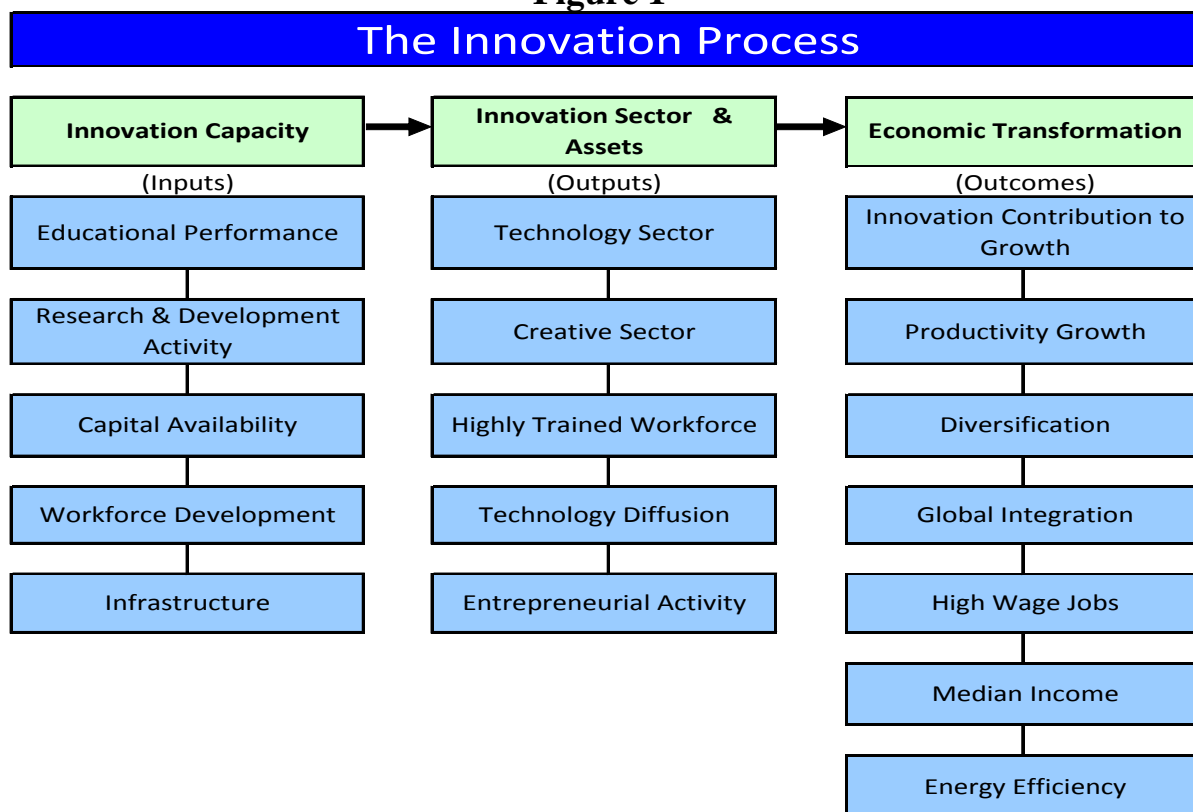 Figure 1
The Innovation Process
Innovation Capacity
(Inputs)
Educational Performance
Research & Development
Activity
Capital Availability
Workforce Development
Infrastructure
Innovation Sector &
Assets
(Outputs)
Technology Sector
Creative Sector
Highly Trained Workforce
Technology Diffusion
Entrepreneurial Activity
Economic Transformation
(Outcomes)
Innovation Contribution to
Growth
Productivity Growth
Diversification
Global Integration
High Wage Jobs
Median Income
Energy Efficiency